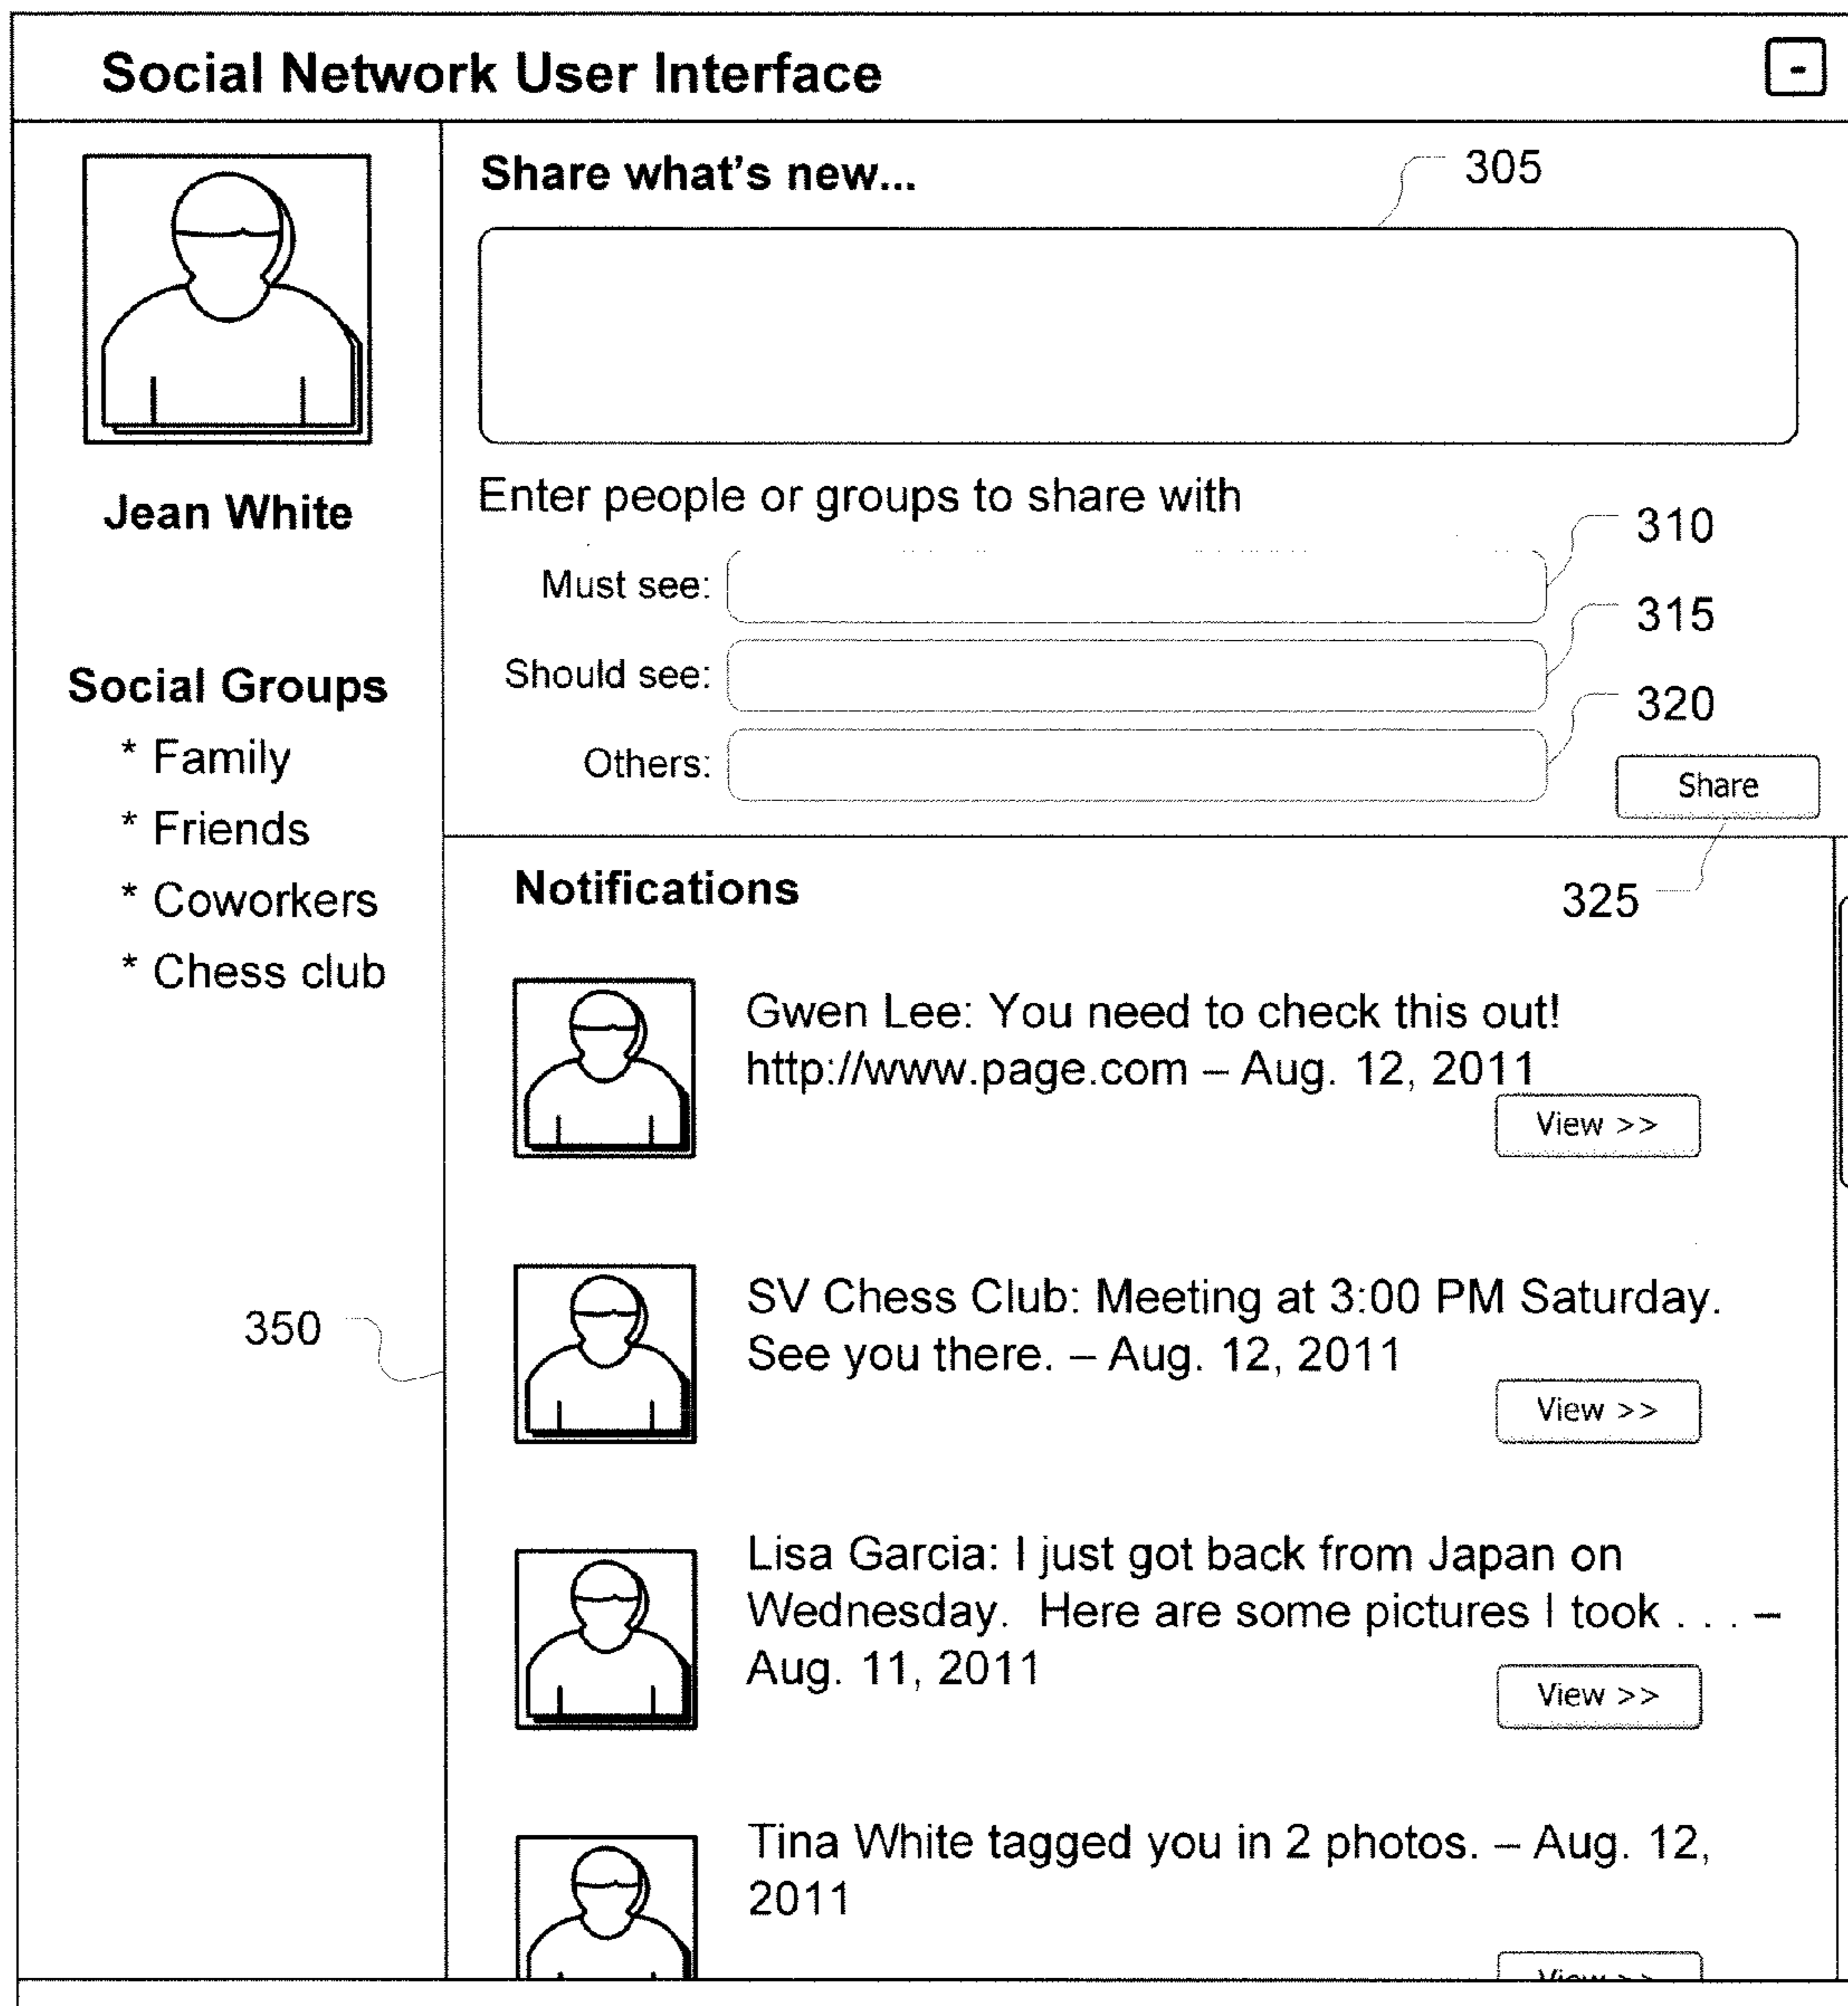 Social Network User Interface
-
Jean White
Social Groups
* Family
* Friends
* Coworkers
* Chess club
350
Share what's new...
305
Enter people or groups to share with
Must see:
310
Should see:
315
Others:
320
Share
325
Notifications
Gwen Lee: You need to check this out!
http://www.page.com – Aug. 12, 2011
View >>
SV Chess Club: Meeting at 3:00 PM Saturday.
See you there. – Aug. 12, 2011
View >>
Lisa Garcia: I just got back from Japan on
Wednesday.  Here are some pictures I took . . . –
Aug. 11, 2011
View >>
Tina White tagged you in 2 photos. – Aug. 12,
2011
View >>